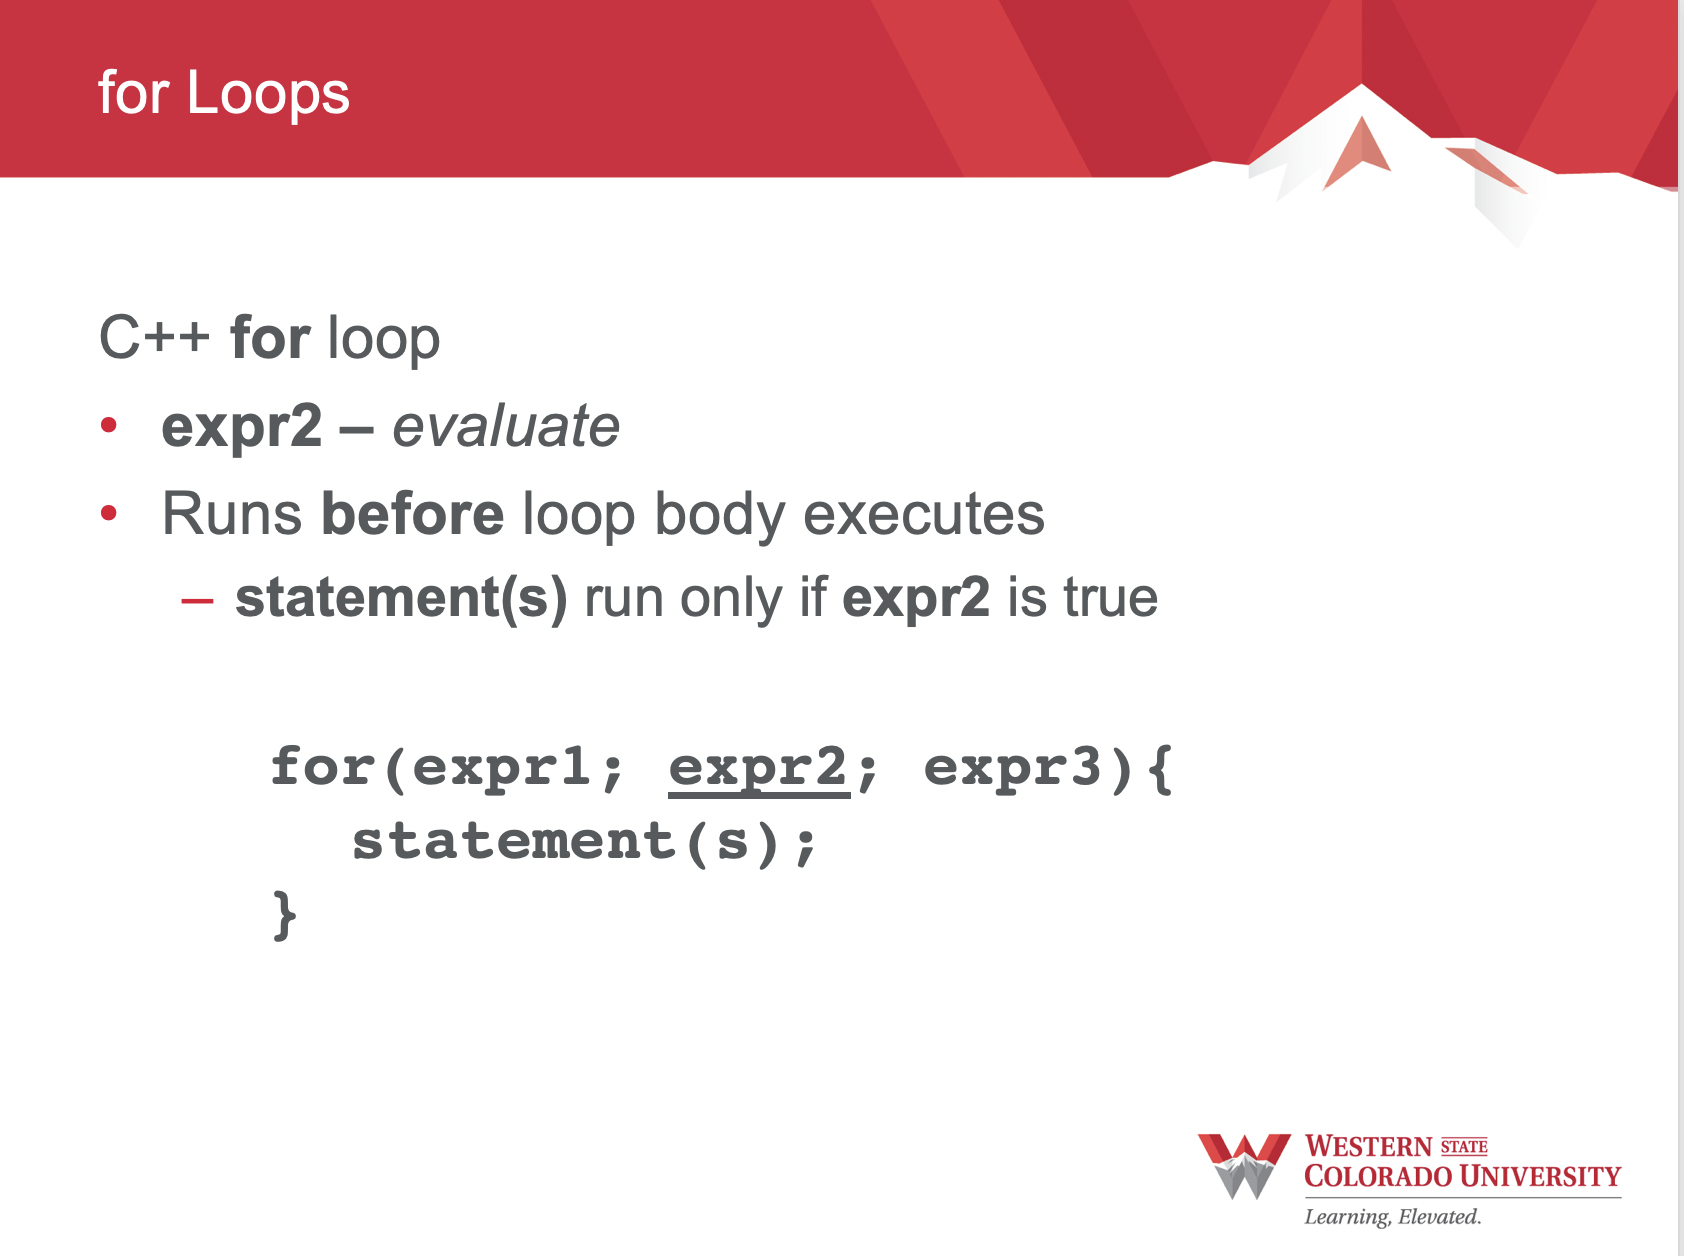 for Loops
C++ for loop
• expr2 – evaluate
• Runs before loop body executes
– statement(s) run only if expr2 is true
for(expr1; expr2; expr3){
statement(s);
}
WESTERN STATE
COLORADO UNIVERSITY
Learning, Elevated.